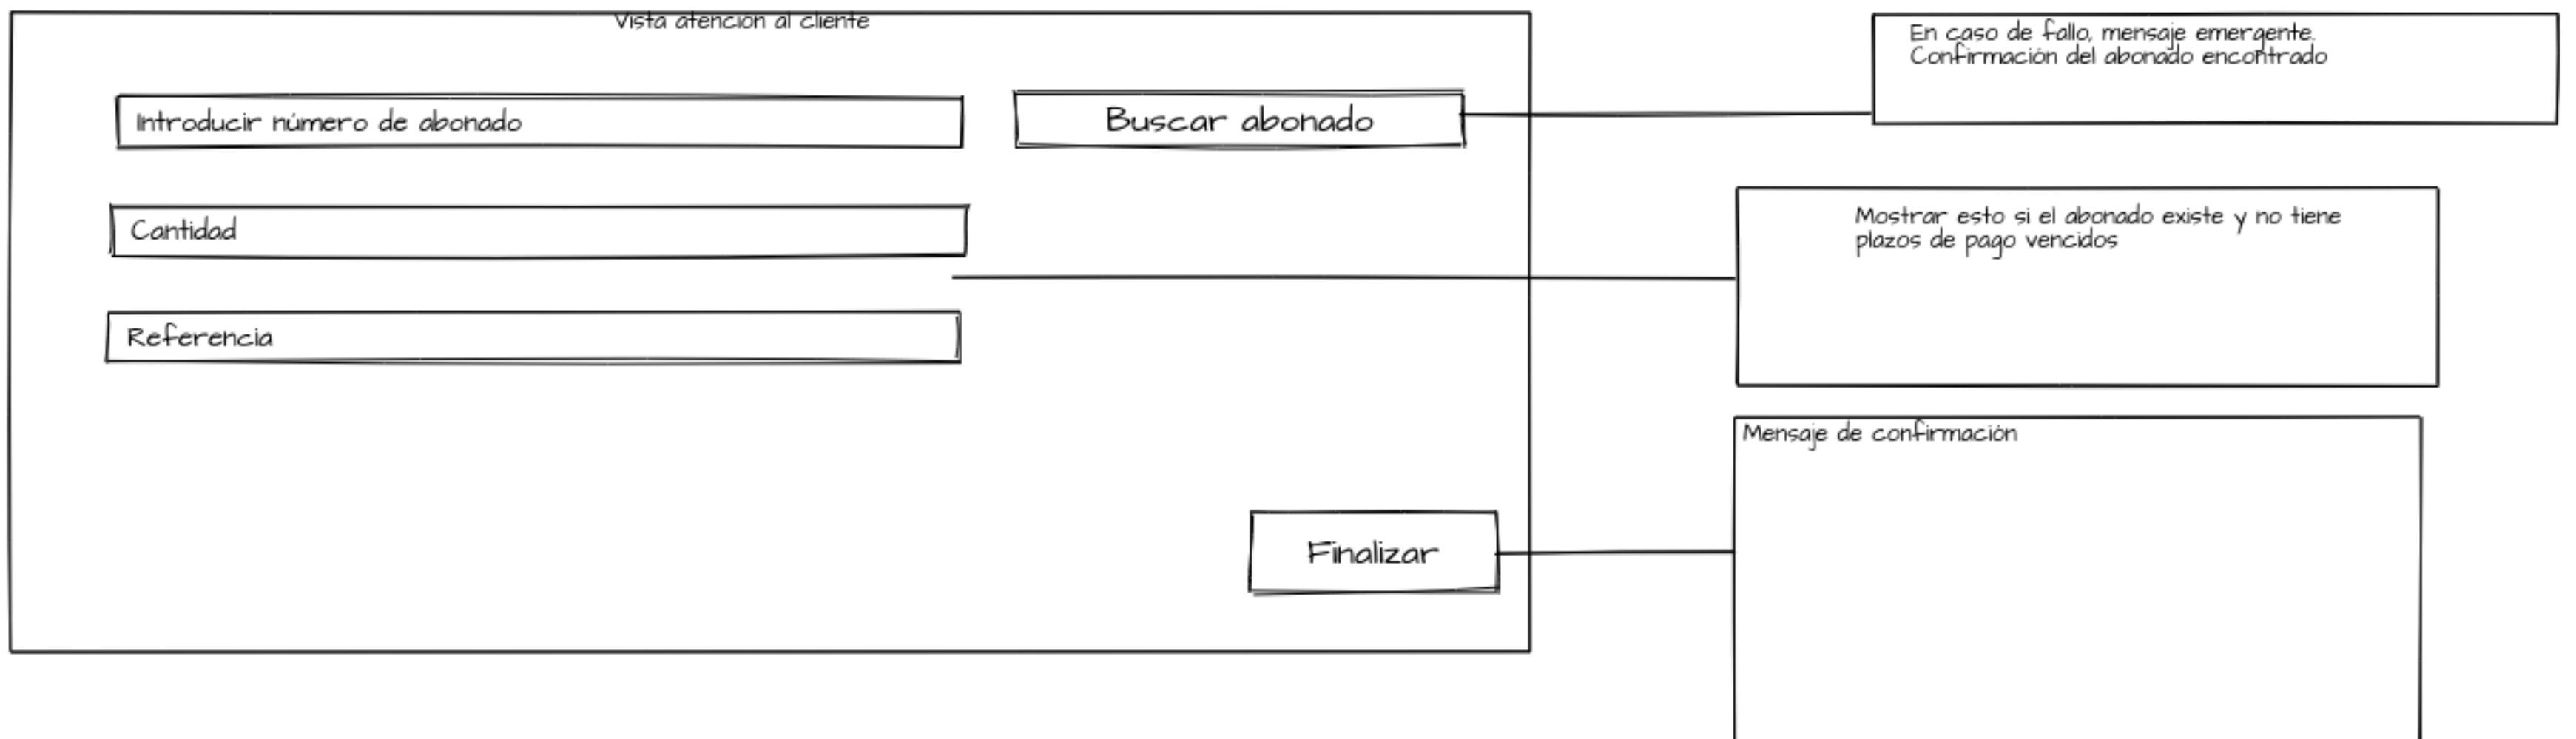 Vista atención al cliente
En caso de fallo, mensaje emergente.
Confirmación del abonado encontrado
Introducir número de abonado
Buscar abonado
Mostrar esto si el abonado existe y no tiene
plazos de pago vencidos
Cantidad
Referencia
Mensaje de confirmación
Finalizar